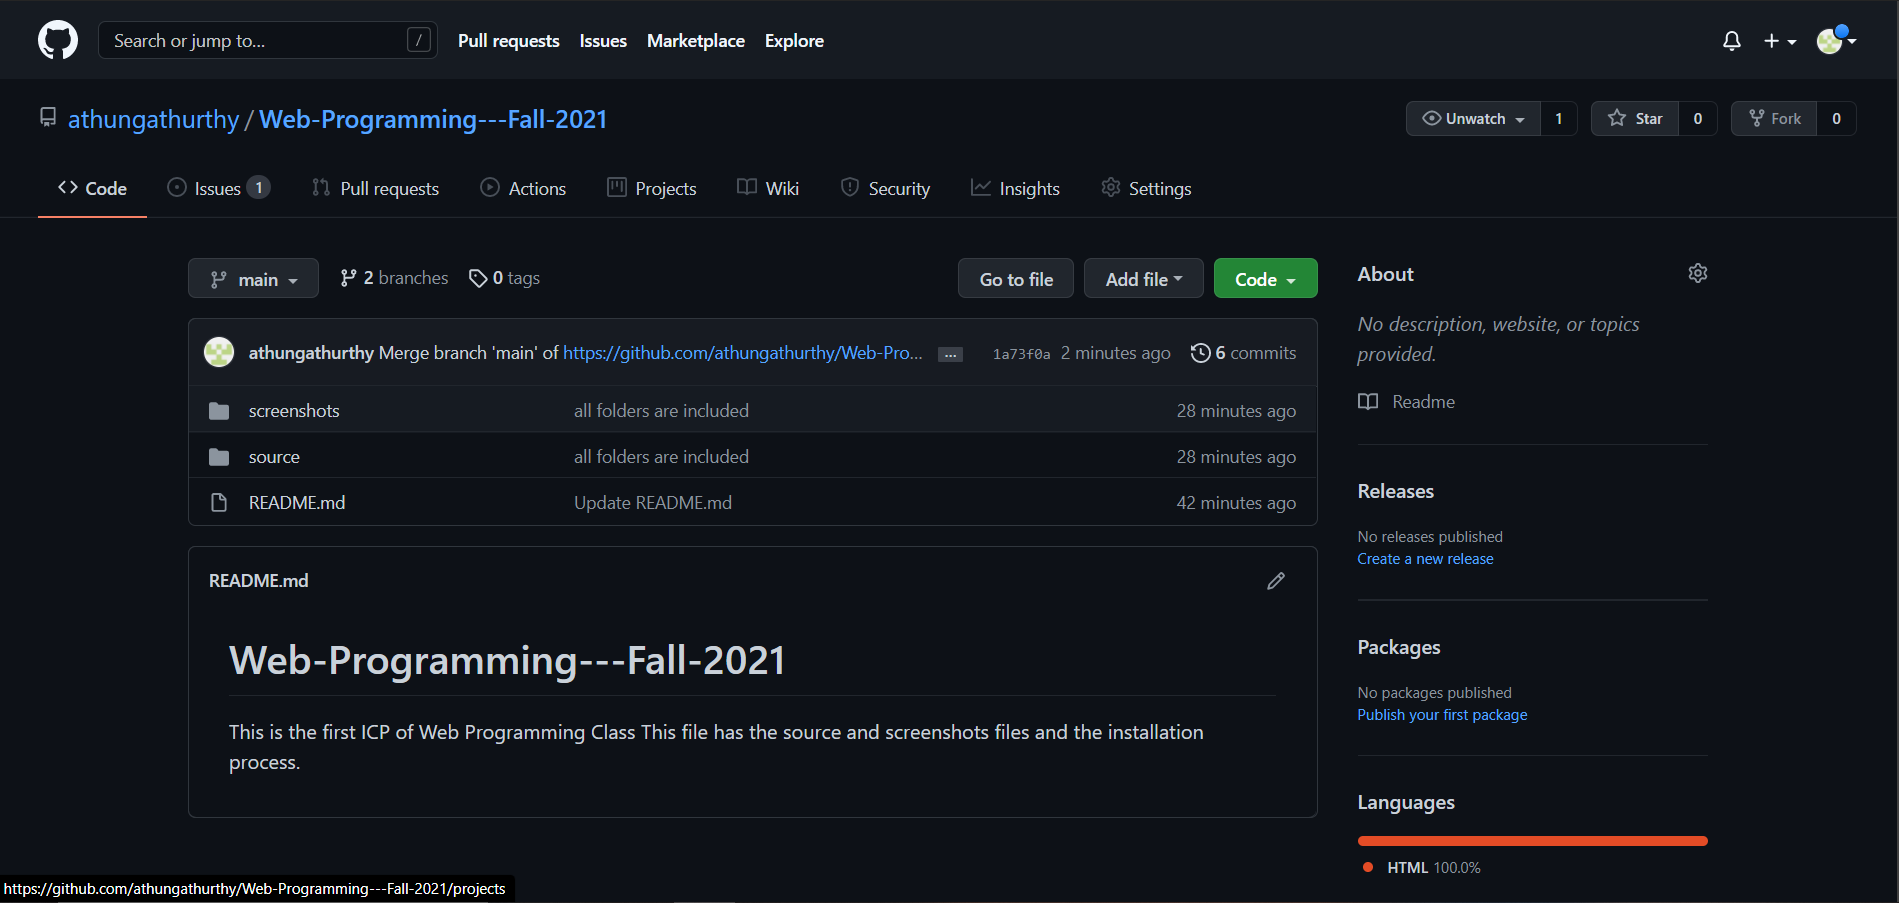 Search or jump to... /
Pull requests Issues Marketplace Explore
athungathurthy / Web-Programming---Fall-2021
Unwatch 1 Star 0 Fork 0
Code Issues 1 Pull requests Actions Projects Wiki Security Insights Settings
main 2 branches 0 tags Go to file Add file Code
athungathurthy Merge branch 'main' of https://github.com/athungathurthy/Web-Pro... ... 1a73f0a 2 minutes ago 6 commits
screenshots all folders are included 28 minutes ago
source all folders are included 28 minutes ago
README.md Update README.md 42 minutes ago
README.md
Web-Programming---Fall-2021
This is the first ICP of Web Programming Class This file has the source and screenshots files and the installation
process.
About
No description, website, or topics
provided.
Readme
Releases
No releases published
Create a new release
Packages
No packages published
Publish your first package
Languages
HTML 100.0%
https://github.com/athungathurthy/Web-Programming---Fall-2021/projects